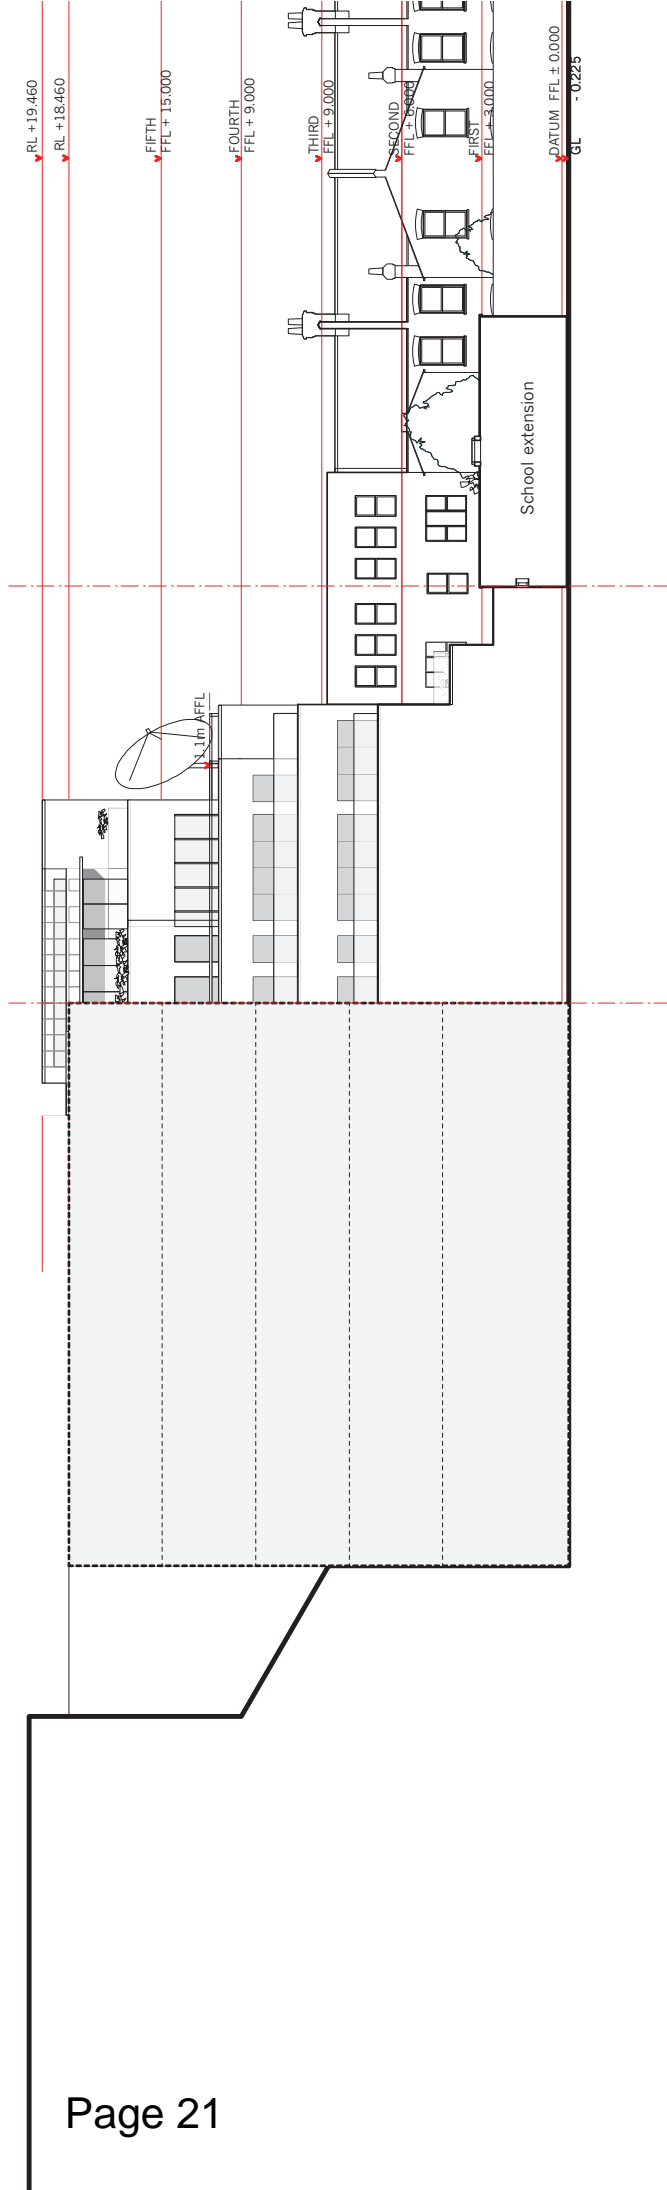 RL +19.460
RL +18.460
FIFTH
FFL + 15.000
FOURTH
FFL + 9.000
THIRD
FFL + 9.000
SECOND
FFL + 6.000
FIRST
FFL + 3.000
DATUM FFL ± 0.000
GL - 0.225
School extension
1.1m AFFL
Page 21